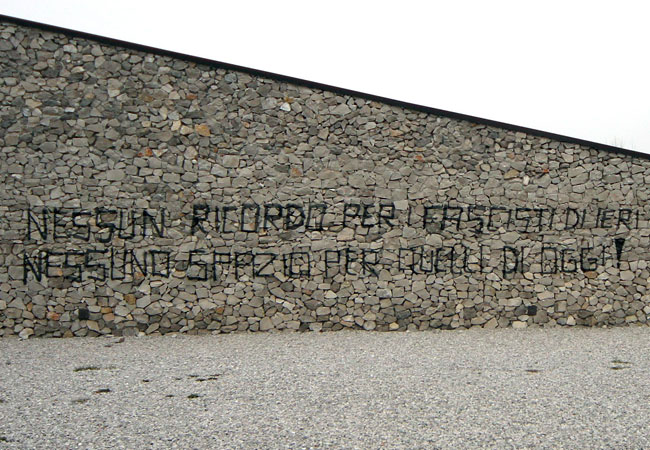 NESSUN RICORDO PER I FASCISTI DI IERI
NESSUNO SPAZIO PER QUELLI DI OGGI!